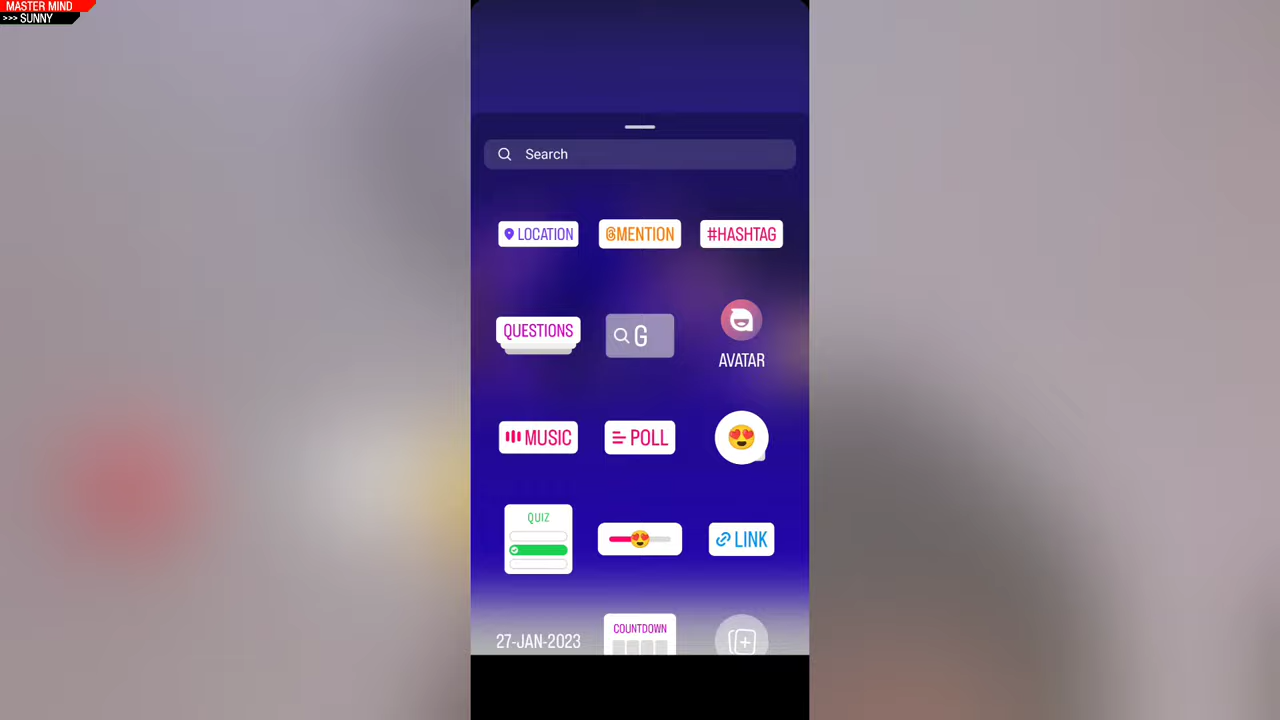 MASTER MIND
>>> SUNNY
Search
LOCATION
@MENTION
#HASHTAG
QUESTIONS
G
AVATAR
MUSIC
POLL
QUIZ
LINK
27-JAN-2023
COUNTDOWN